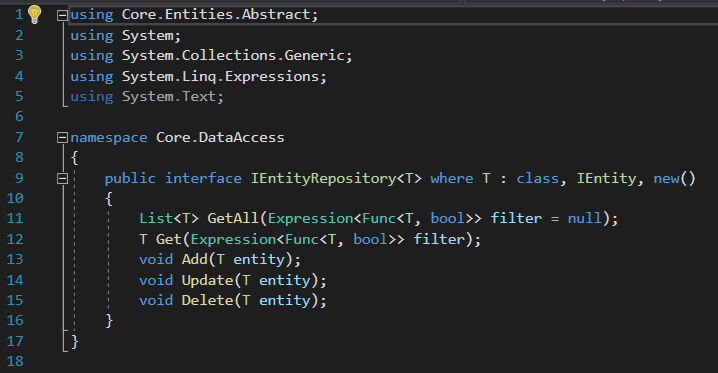 1 using Core.Entities.Abstract;
2 using System;
3 using System.Collections.Generic;
4 using System.Linq.Expressions;
5 using System.Text;
6
7 namespace Core.DataAccess
8 {
9 public interface IEntityRepository<T> where T : class, IEntity, new()
10 {
11 List<T> GetAll(Expression<Func<T, bool>> filter = null);
12 T Get(Expression<Func<T, bool>> filter);
13 void Add(T entity);
14 void Update(T entity);
15 void Delete(T entity);
16 }
17 }
18